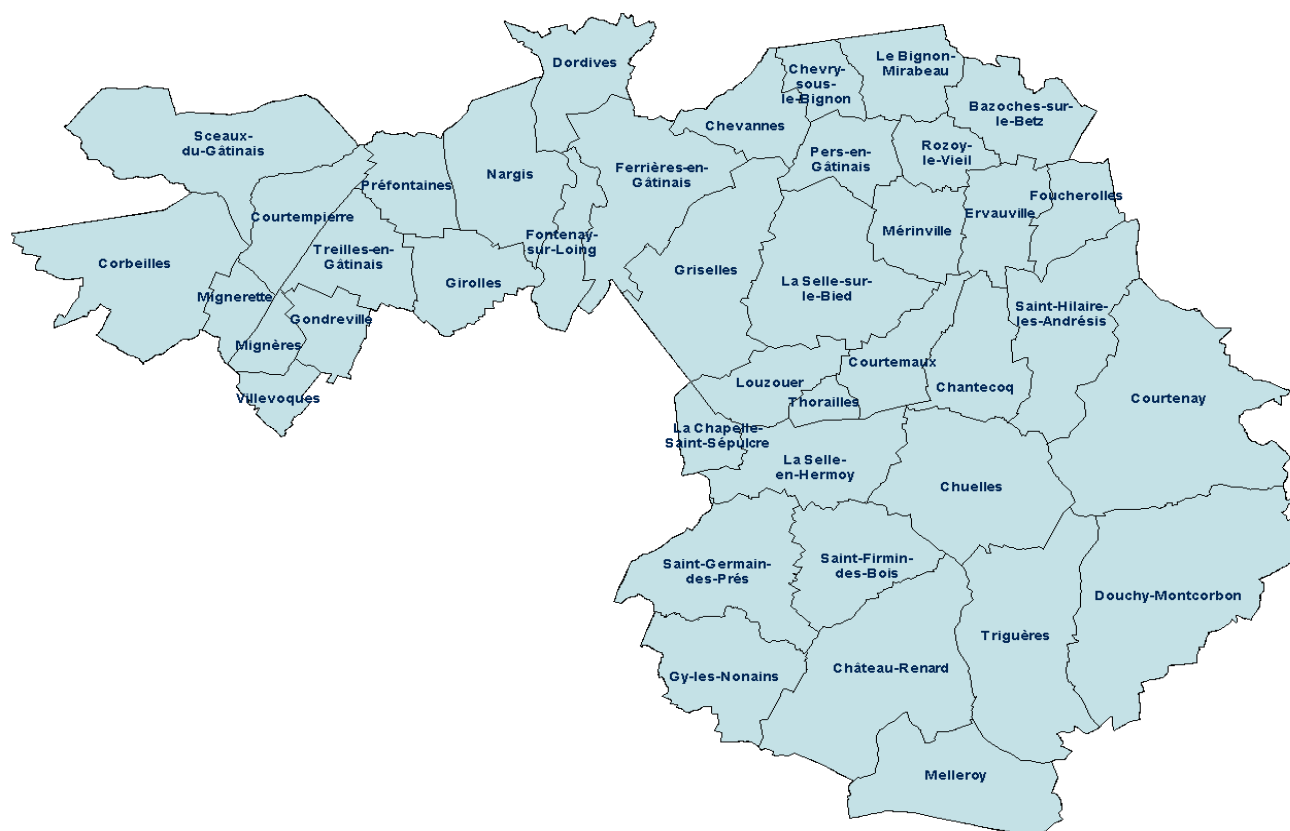 Dordives
Le Bignon-
Mirabeau
Chevry-
sous-
le-Bignon
Bazoches-sur-
le-Betz
Chevannes
Sceaux-
du-Gâtinais
Rozoy-
le-Vieil
Pers-en-
Gâtinais
Ferrières-en-
Gâtinais
Nargis
Préfontaines
Foucherolles
Ervauville
Courtempierre
Mérinville
Fontenay-
sur-Loing
Treilles-en-
Gâtinais
Corbeilles
Griselles
Girolles
La Selle-sur-
le-Bied
Mignerette
Saint-Hilaire-
les-Andrésis
Gondreville
Mignères
Courtemaux
Louzouer
Chantecoq
Villevoques
Courtenay
Thorailles
La Chapelle-
Saint-Sépulcre
La Selle-
en-Hermoy
Chuelles
Saint-Firmin-
des-Bois
Saint-Germain-
des-Prés
Douchy-Montcorbon
Triguères
Château-Renard
Gy-les-Nonains
Melleroy